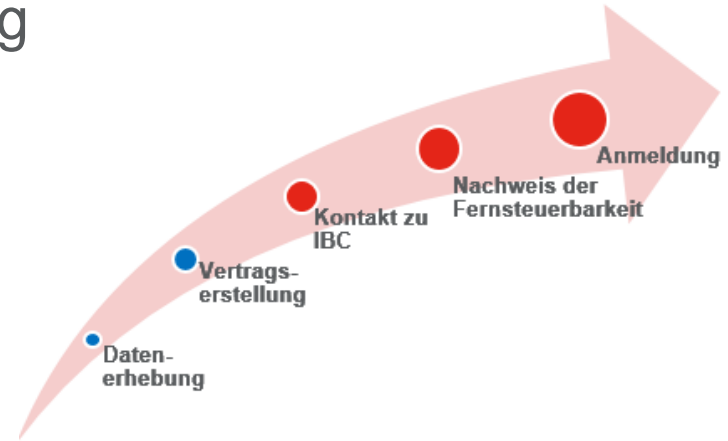 g
Anmeldung
Nachweis der
Fernsteuerbarkeit
Kontakt zu
IBC
Vertrags-
erstellung
Daten-
erhebung